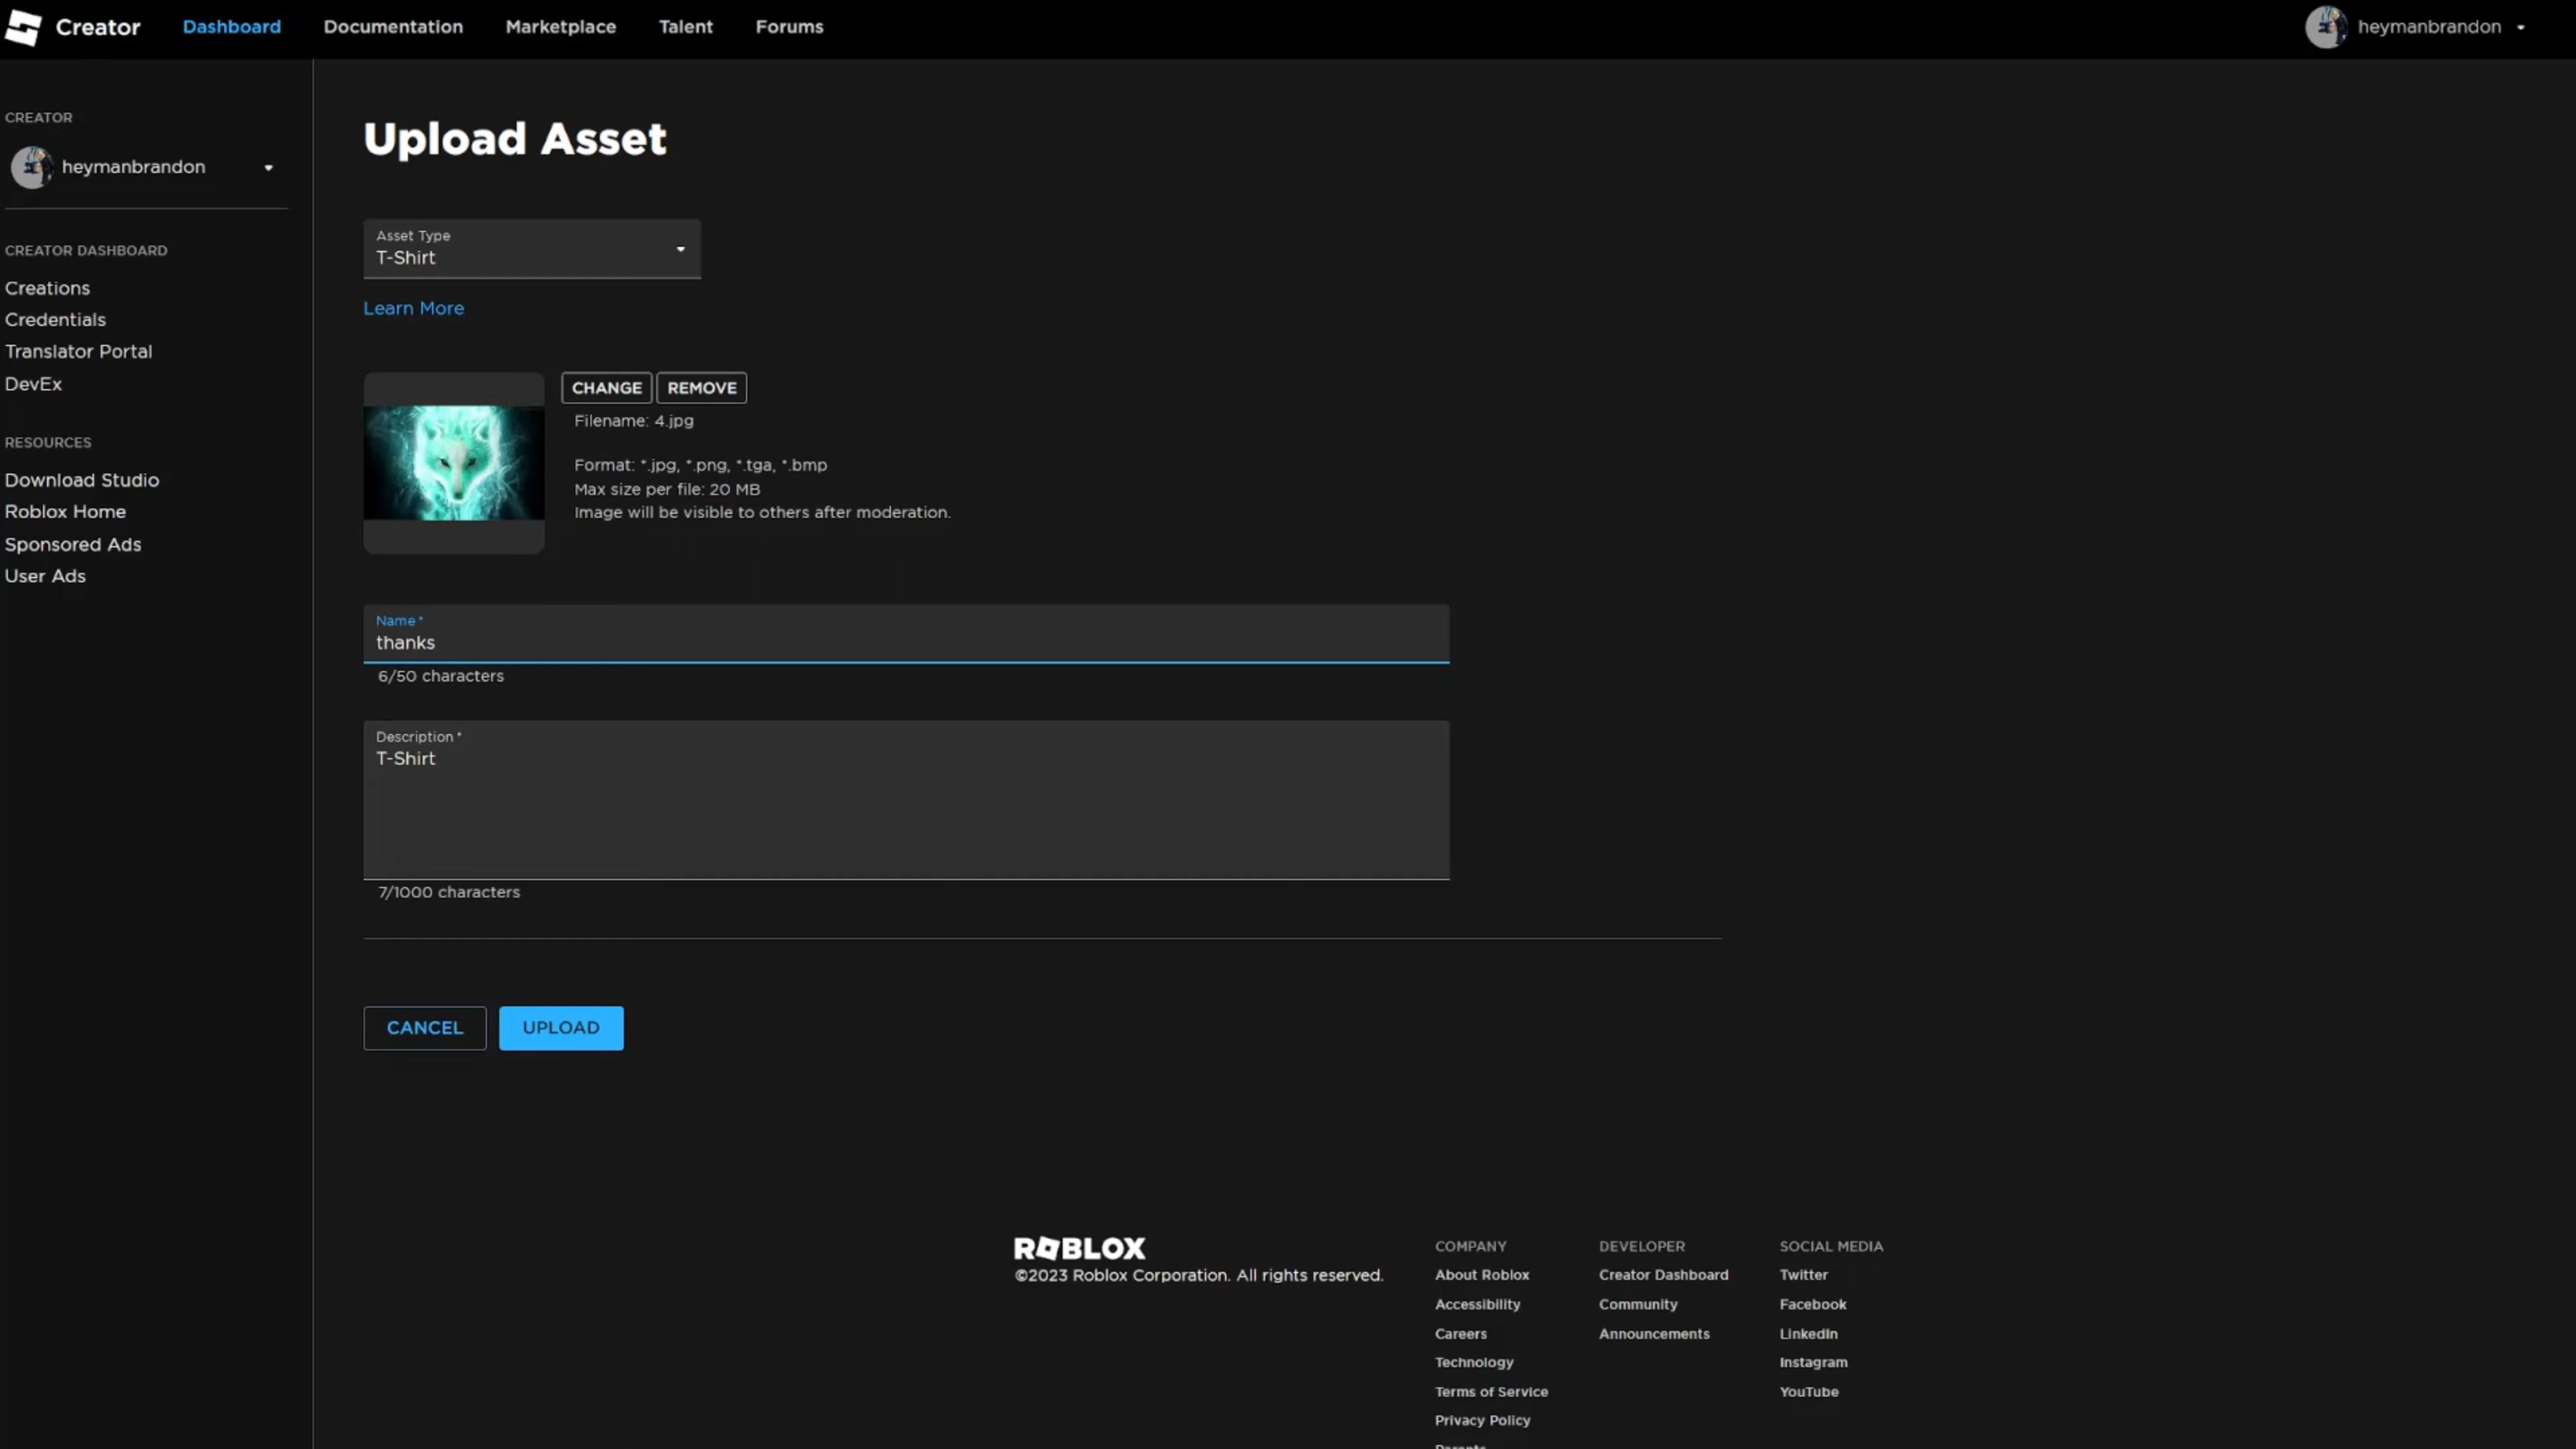 Creator
Dashboard
Documentation
Marketplace
Talent
Forums
heymanbrandon
CREATOR
heymanbrandon
CREATOR DASHBOARD
Creations
Credentials
Translator Portal
DevEx
RESOURCES
Download Studio
Roblox Home
Sponsored Ads
User Ads
Upload Asset
Asset Type
T-Shirt
Learn More
CHANGE
REMOVE
Filename: 4.jpg
Format: *.jpg, *.png, *.tga, *.bmp
Max size per file: 20 MB
Image will be visible to others after moderation.
Name *
thanks
6/50 characters
Description *
T-Shirt
7/1000 characters
CANCEL
UPLOAD
ROBLOX
©2023 Roblox Corporation. All rights reserved.
COMPANY
About Roblox
Accessibility
Careers
Technology
Terms of Service
Privacy Policy
DEVELOPER
Creator Dashboard
Community
Announcements
SOCIAL MEDIA
Twitter
Facebook
LinkedIn
Instagram
YouTube